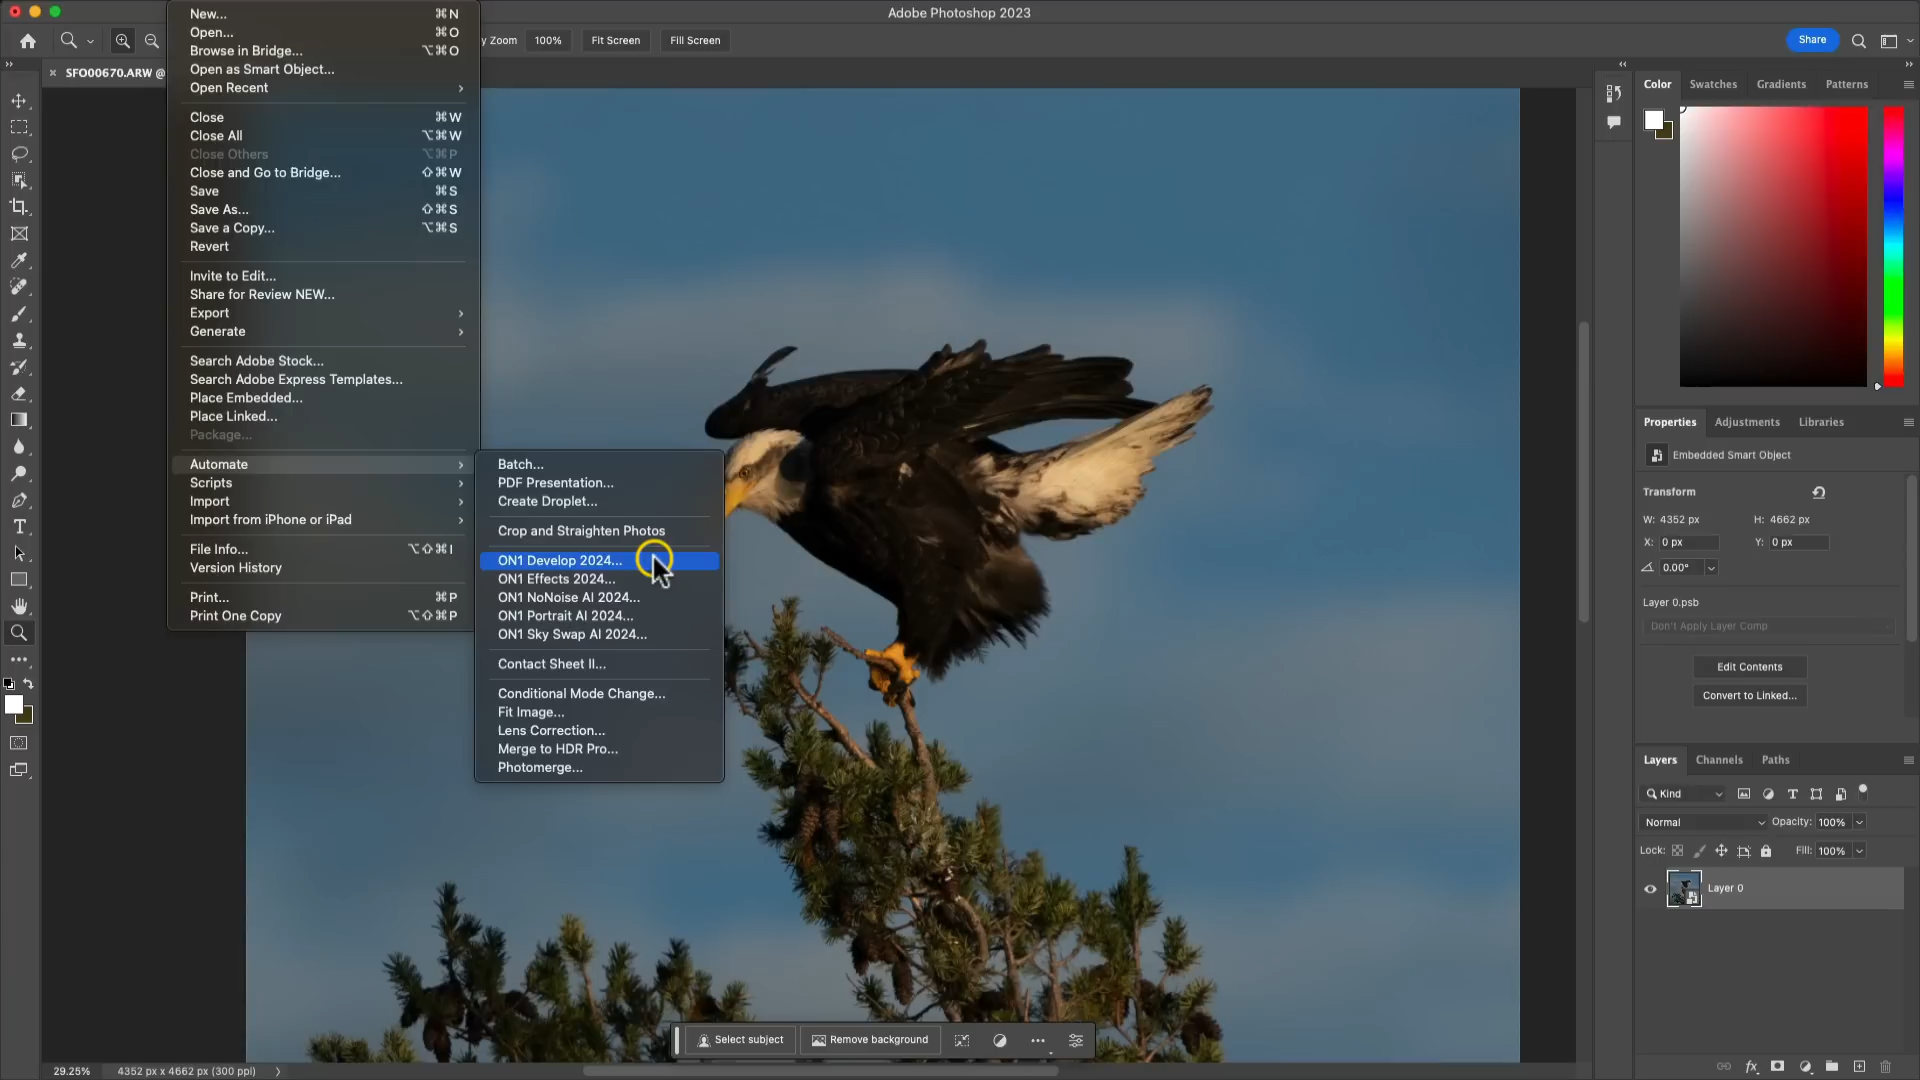 Adobe Photoshop 2023
y Zoom
100%
Fit Screen
Fill Screen
Share
SFO00670.ARW @
New... ⌘N
Open... ⌘O
Browse in Bridge... ⌥⌘O
Open as Smart Object...
Open Recent
Close ⌘W
Close All ⌥⌘W
Close Others ⌥⌘P
Close and Go to Bridge... ⇧⌘W
Save ⌘S
Save As... ⇧⌘S
Save a Copy... ⌥⌘S
Revert
Invite to Edit...
Share for Review NEW...
Export
Generate
Search Adobe Stock...
Search Adobe Express Templates...
Place Embedded...
Place Linked...
Package...
Automate
Scripts
Import
Import from iPhone or iPad
File Info... ⌥⇧⌘I
Version History
Print... ⌘P
Print One Copy ⌥⇧⌘P
Batch...
PDF Presentation...
Create Droplet...
Crop and Straighten Photos
ON1 Develop 2024...
ON1 Effects 2024...
ON1 NoNoise AI 2024...
ON1 Portrait AI 2024...
ON1 Sky Swap AI 2024...
Contact Sheet II...
Conditional Mode Change...
Fit Image...
Lens Correction...
Merge to HDR Pro...
Photomerge...
Select subject
Remove background
29.25%
4352 px x 4662 px (300 ppi)
Color
Swatches
Gradients
Patterns
Properties
Adjustments
Libraries
Embedded Smart Object
Transform
W: 4352 px H: 4662 px
X: 0 px Y: 0 px
0.00°
Layer 0.psb
Don't Apply Layer Comp
Edit Contents
Convert to Linked...
Layers
Channels
Paths
Kind
Normal
Opacity: 100%
Lock:
Fill: 100%
Layer 0